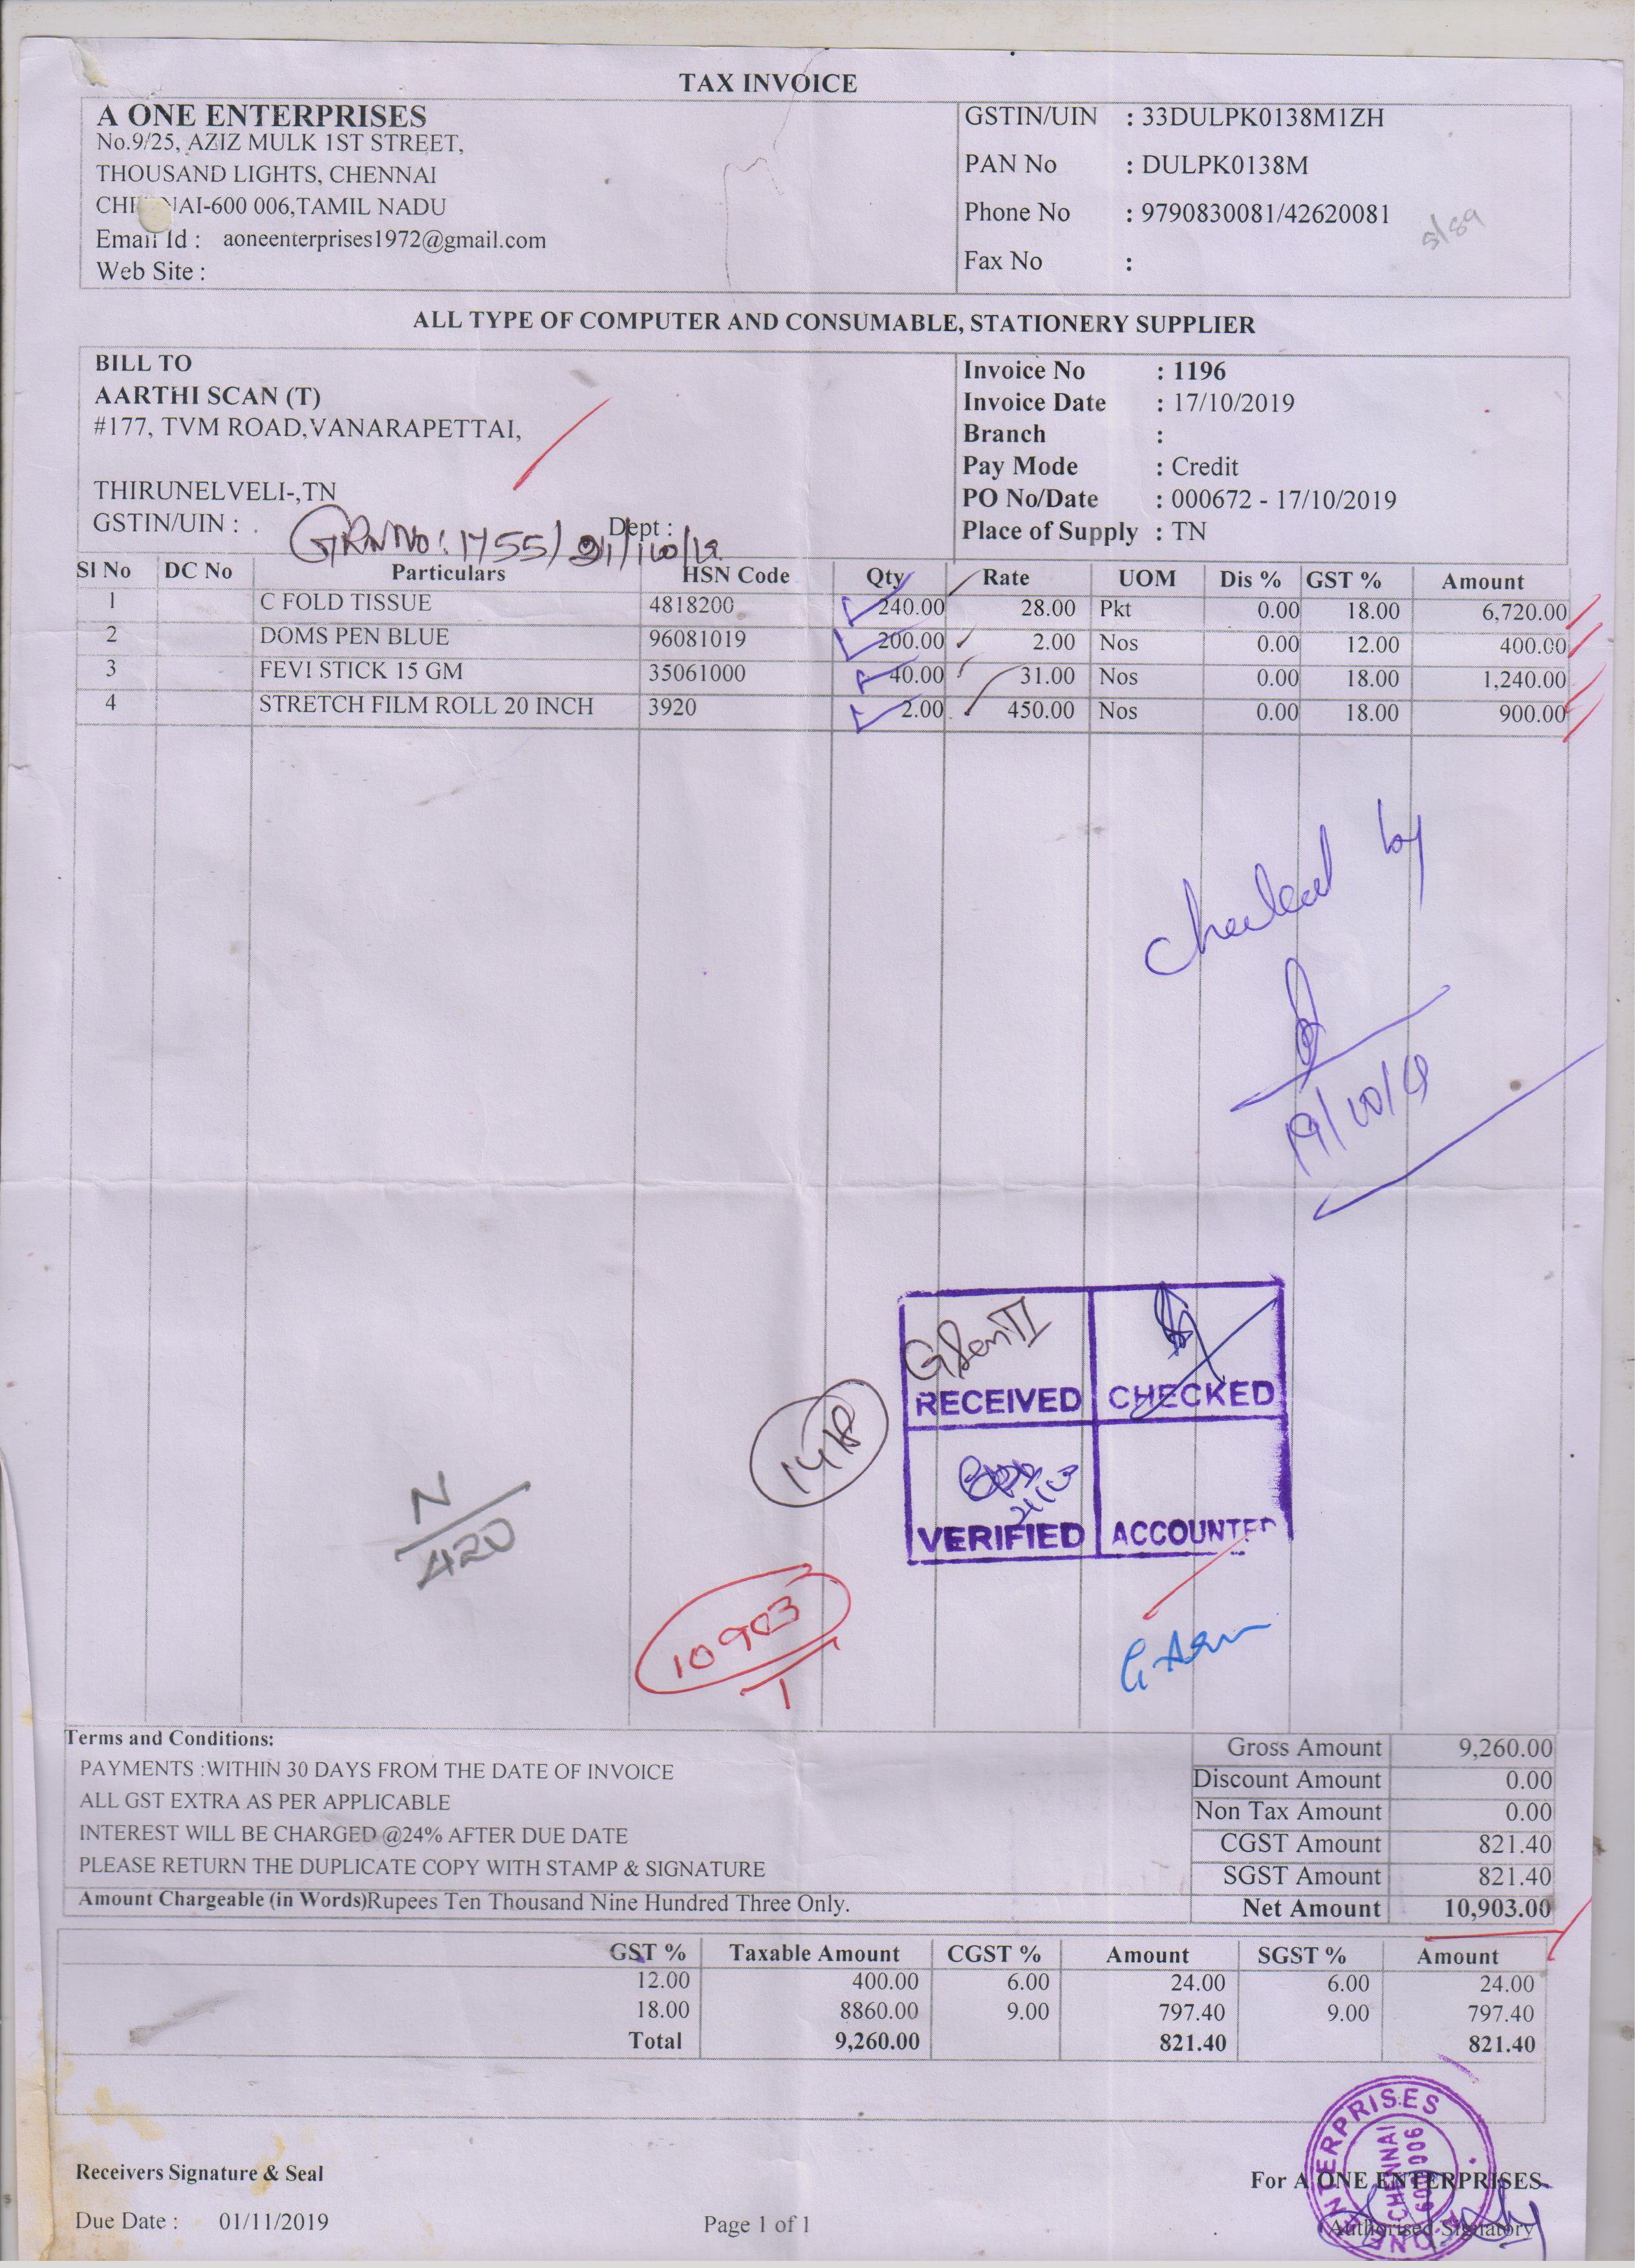 TAX INVOICE
A ONE ENTERPRISES
No.9/25, AZIZ MULK 1ST STREET,
THOUSAND LIGHTS, CHENNAI
NAI-600 006,TAMIL NADU
Email Id : aoneenterprises1972@gmail.com
Web Site :
GSTIN/UIN : 33DULPK0138M1ZH
PAN No : DULPK0138M
Phone No : 9790830081/42620081
Fax No :
ALL TYPE OF COMPUTER AND CONSUMABLE, STATIONERY SUPPLIER
BILL TO
AARTHI SCAN (T)
#177, TVM ROAD,VANARAPETTAI,
THIRUNELVELI-,TN
GSTIN/UIN : . Dept :
GRN NO: 1755/
Invoice No : 1196
Invoice Date : 17/10/2019
Branch :
Pay Mode : Credit
PO No/Date : 000672 - 17/10/2019
Place of Supply : TN
Sl No DC No Particulars HSN Code Qty Rate UOM Dis % GST % Amount
1 C FOLD TISSUE 4818200 240.00 28.00 Pkt 0.00 18.00 6,720.00
2 DOMS PEN BLUE 96081019 200.00 2.00 Nos 0.00 12.00 400.00
3 FEVI STICK 15 GM 35061000 40.00 31.00 Nos 0.00 18.00 1,240.00
4 STRETCH FILM ROLL 20 INCH 3920 2.00 450.00 Nos 0.00 18.00 900.00
checked by
19/10/19
RECEIVED CHECKED
VERIFIED ACCOUNTED
N
420
10903
Terms and Conditions:
PAYMENTS :WITHIN 30 DAYS FROM THE DATE OF INVOICE
ALL GST EXTRA AS PER APPLICABLE
INTEREST WILL BE CHARGED @24% AFTER DUE DATE
PLEASE RETURN THE DUPLICATE COPY WITH STAMP & SIGNATURE
Amount Chargeable (in Words)Rupees Ten Thousand Nine Hundred Three Only.
Gross Amount 9,260.00
Discount Amount 0.00
Non Tax Amount 0.00
CGST Amount 821.40
SGST Amount 821.40
Net Amount 10,903.00
GST % Taxable Amount CGST % Amount SGST % Amount
12.00 400.00 6.00 24.00 6.00 24.00
18.00 8860.00 9.00 797.40 9.00 797.40
Total 9,260.00 821.40 821.40
Receivers Signature & Seal
For A ONE ENTERPRISES
Due Date : 01/11/2019
Page 1 of 1
Authorised Signatory
A ONE ENTERPRISES
CHENNAI
600 006